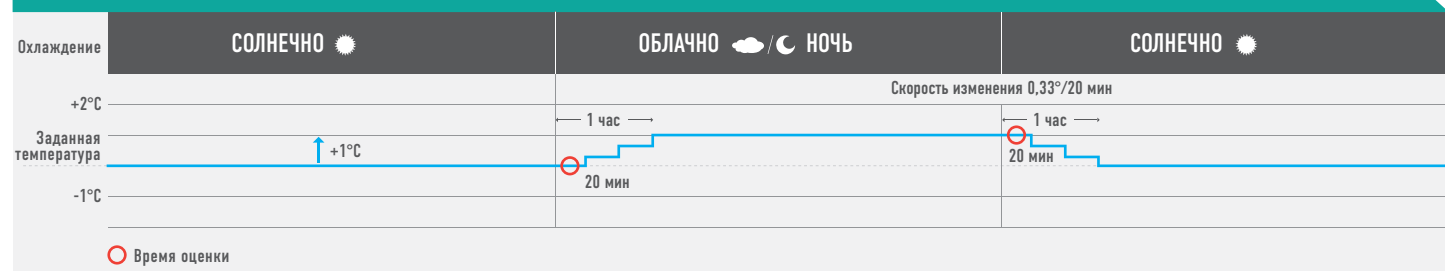 Охлаждение
СОЛНЕЧНО
ОБЛАЧНО / НОЧЬ
СОЛНЕЧНО
Скорость изменения 0,33°/20 мин
+2°C
1 час
1 час
Заданная
температура
+1°C
20 мин
20 мин
-1°C
Время оценки